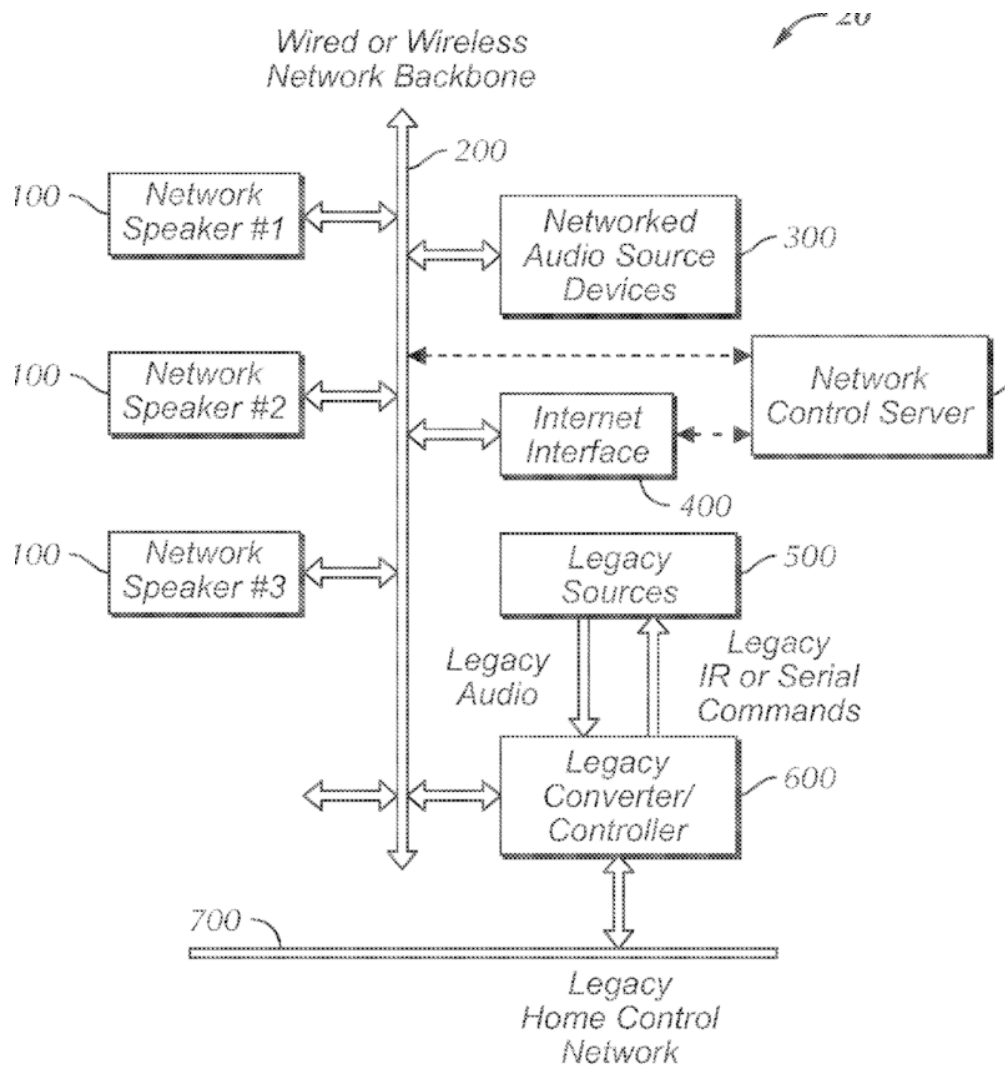 20
Wired or Wireless
Network Backbone
200
100
Network
Speaker #1
Networked
Audio Source
Devices
300
100
Network
Speaker #2
Network
Control Server
Internet
Interface
400
100
Network
Speaker #3
Legacy
Sources
500
Legacy
Audio
Legacy
IR or Serial
Commands
Legacy
Converter/
Controller
600
700
Legacy
Home Control
Network